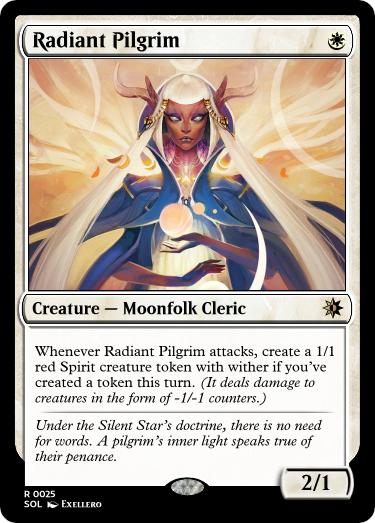 Radiant Pilgrim
Creature — Moonfolk Cleric
Whenever Radiant Pilgrim attacks, create a 1/1
red Spirit creature token with wither if you've
created a token this turn. (It deals damage to
creatures in the form of -1/-1 counters.)
Under the Silent Star's doctrine, there is no need
for words. A pilgrim's inner light speaks true of
their penance.
2/1
R 0025
SOL Exellero